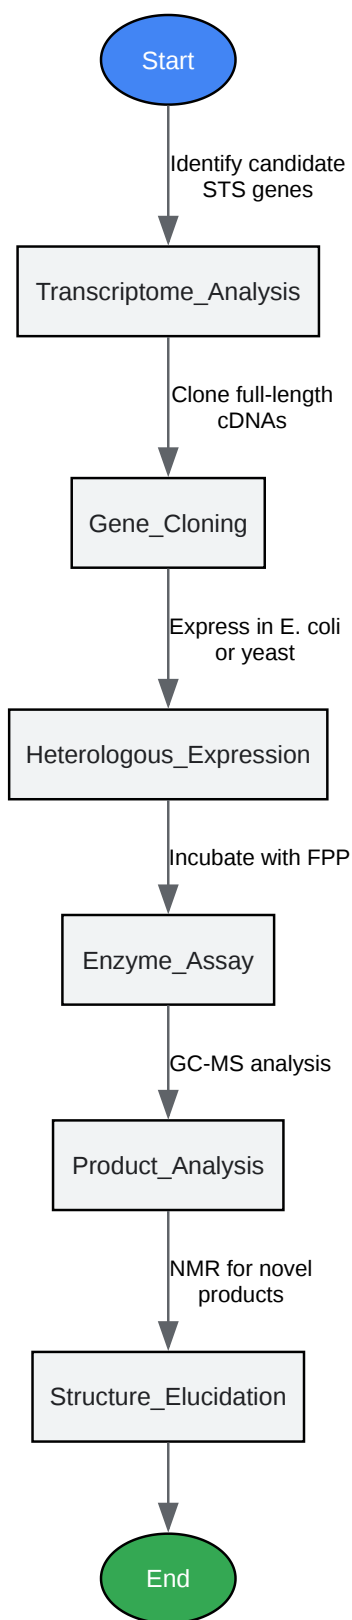 Start
Identify candidate
STS genes
Transcriptome_Analysis
Clone full-length
cDNAs
Gene_Cloning
Express in E. coli
or yeast
Heterologous_Expression
Incubate with FPP
Enzyme_Assay
GC-MS analysis
Product_Analysis
NMR for novel
products
Structure_Elucidation
End